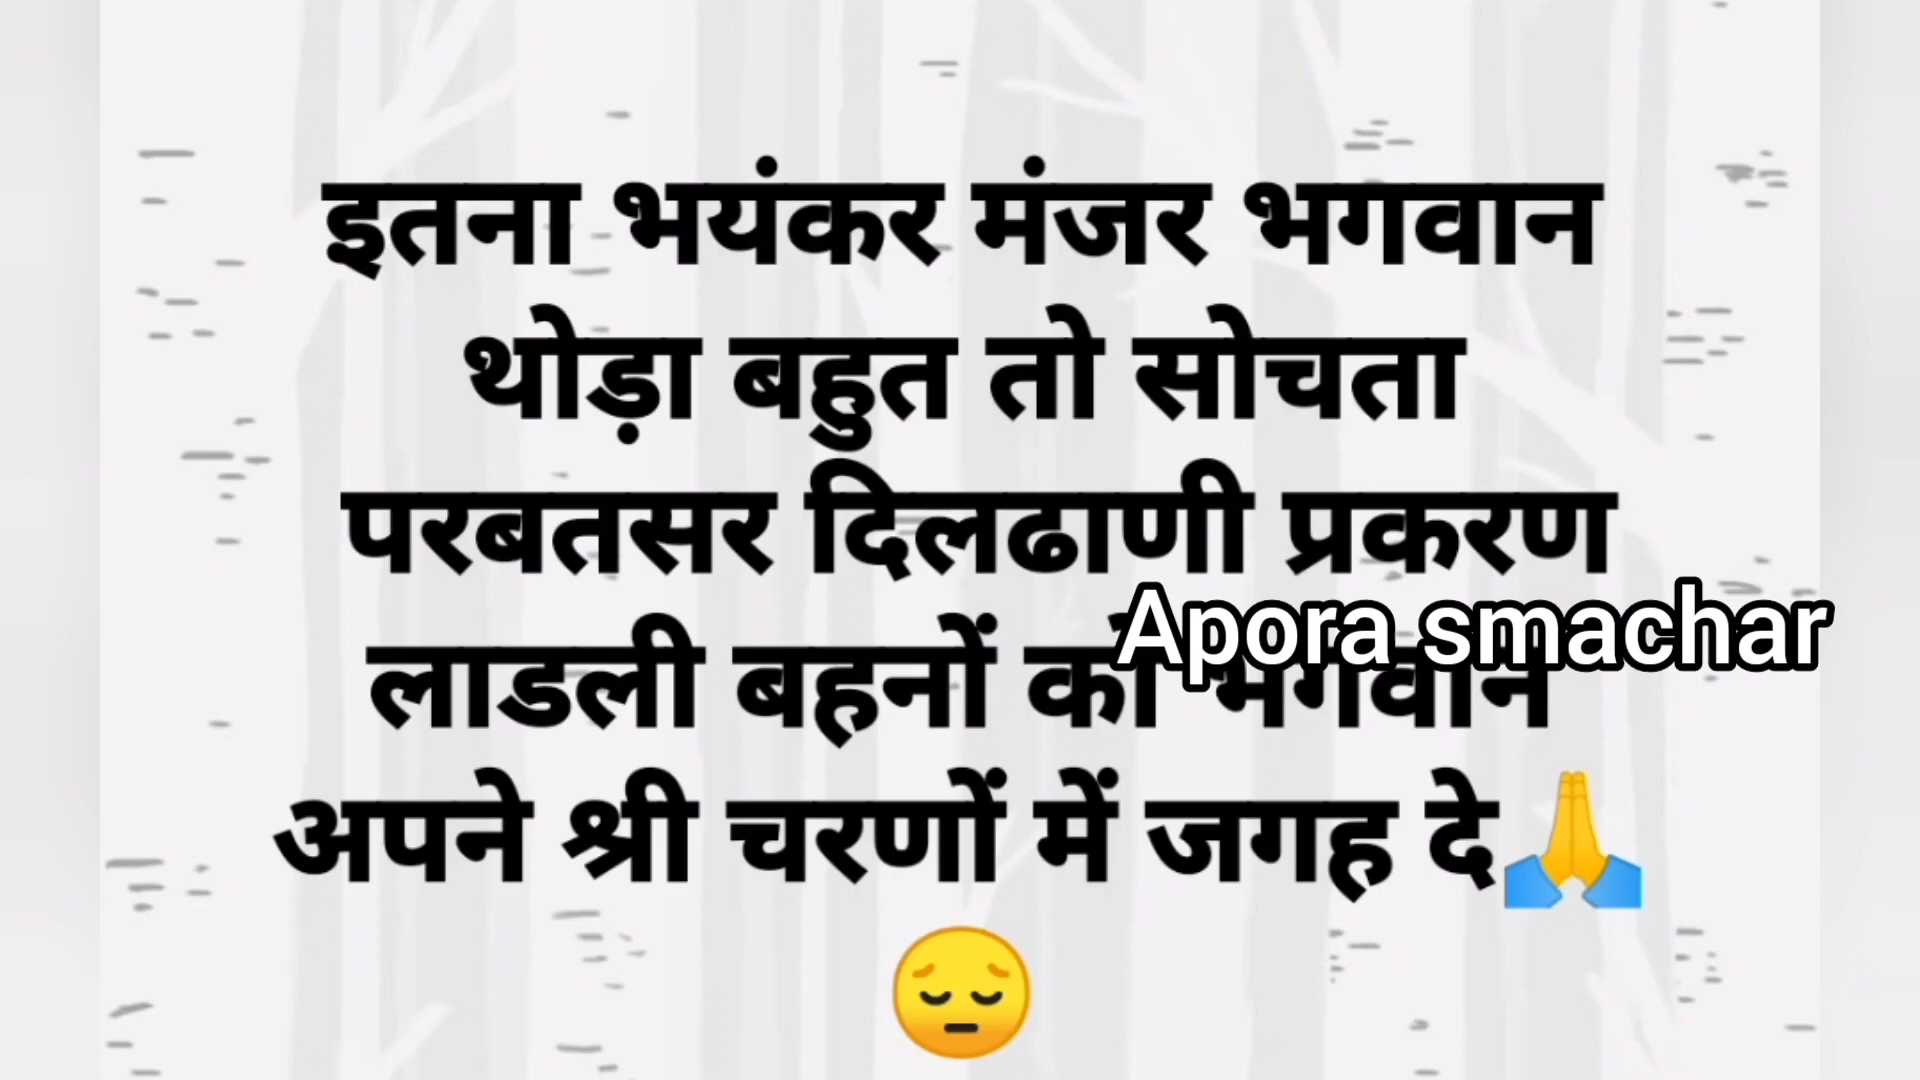 इतना भयंकर मंजर भगवान
थोड़ा बहुत तो सोचता
परबतसर दिलढाणी प्रकरण
Apora smachar
लाडली बहनों को भगवान
अपने श्री चरणों में जगह दे🙏
😔